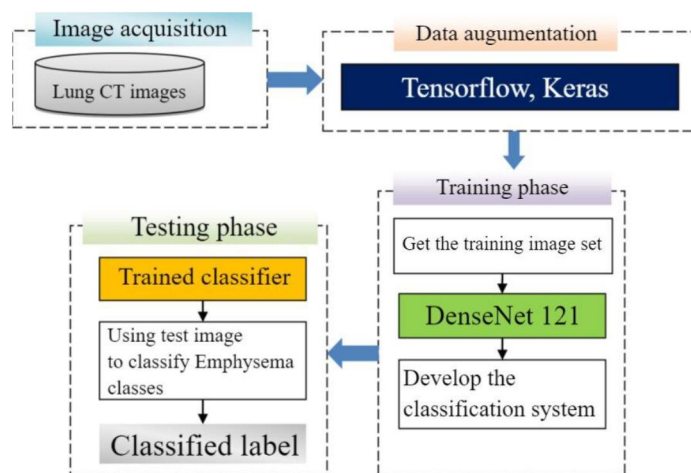 Image acquisition
Lung CT images
Data augumentation
Tensorflow, Keras
Training phase
Get the training image set
DenseNet 121
Develop the
classification system
Testing phase
Trained classifier
Using test image
to classify Emphysema
classes
Classified label